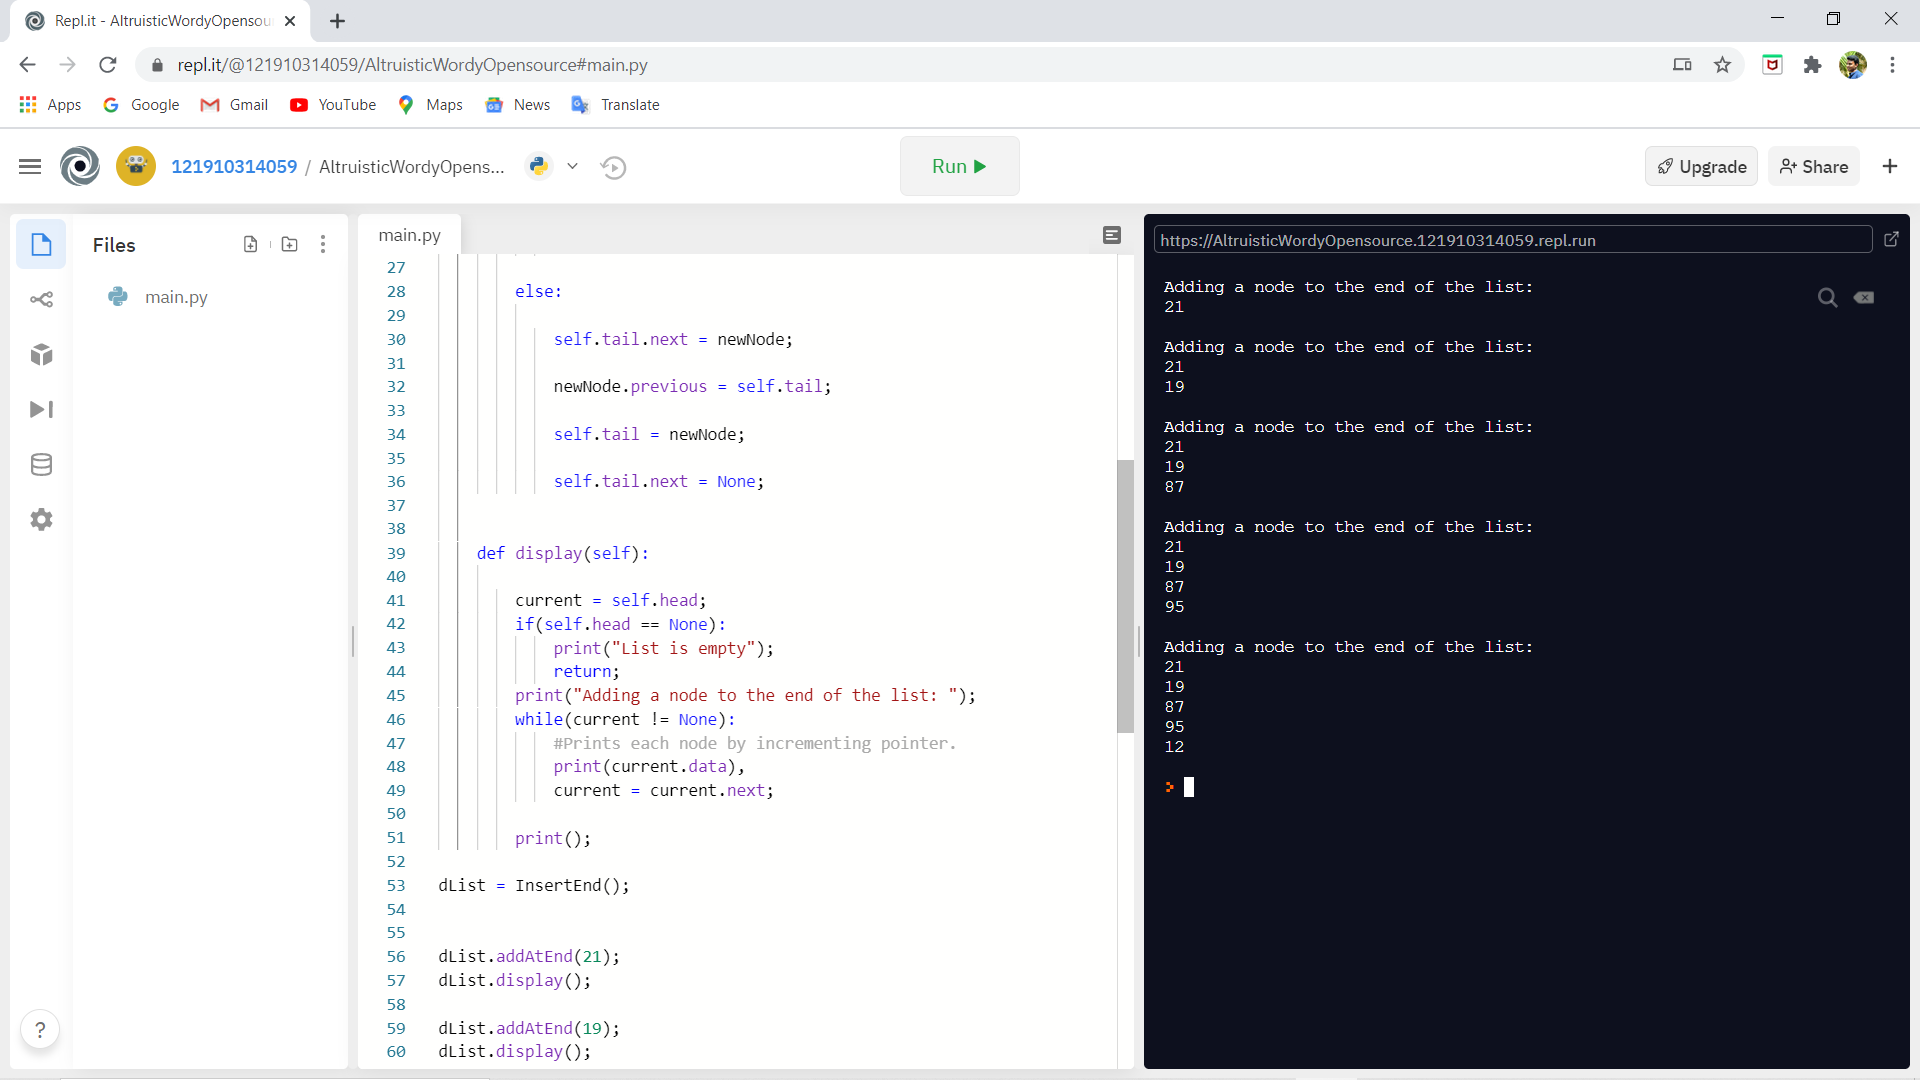 Repl.it - AltruisticWordyOpensou
repl.it/@121910314059/AltruisticWordyOpensource#main.py
Apps Google Gmail YouTube Maps News Translate
121910314059 / AltruisticWordyOpens... Run Upgrade Share
Files
main.py
main.py
27
28 else:
29
30 self.tail.next = newNode;
31
32 newNode.previous = self.tail;
33
34 self.tail = newNode;
35
36 self.tail.next = None;
37
38
39 def display(self):
40
41 current = self.head;
42 if(self.head == None):
43 print("List is empty");
44 return;
45 print("Adding a node to the end of the list: ");
46 while(current != None):
47 #Prints each node by incrementing pointer.
48 print(current.data),
49 current = current.next;
50
51 print();
52
53 dList = InsertEnd();
54
55
56 dList.addAtEnd(21);
57 dList.display();
58
59 dList.addAtEnd(19);
60 dList.display();
?
https://AltruisticWordyOpensource.121910314059.repl.run
Adding a node to the end of the list:
21
Adding a node to the end of the list:
21
19
Adding a node to the end of the list:
21
19
87
Adding a node to the end of the list:
21
19
87
95
Adding a node to the end of the list:
21
19
87
95
12
>